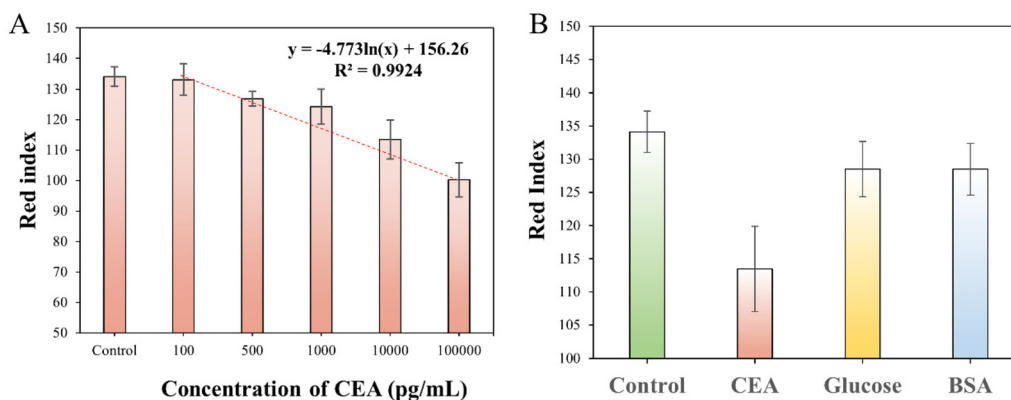 A
y = -4.773ln(x) + 156.26
R² = 0.9924
Red index
150
140
130
120
110
100
90
80
70
60
50
Control 100 500 1000 10000 100000
Concentration of CEA (pg/mL)
B
Red Index
150
145
140
135
130
125
120
115
110
105
100
Control CEA Glucose BSA